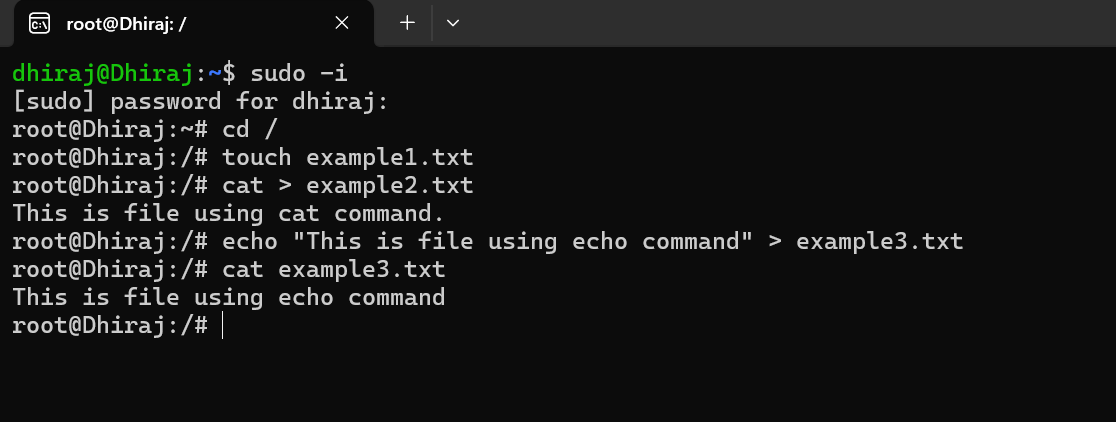 root@Dhiraj: /
dhiraj@Dhiraj:~$ sudo -i
[sudo] password for dhiraj:
root@Dhiraj:~# cd /
root@Dhiraj:/# touch example1.txt
root@Dhiraj:/# cat > example2.txt
This is file using cat command.
root@Dhiraj:/# echo "This is file using echo command" > example3.txt
root@Dhiraj:/# cat example3.txt
This is file using echo command
root@Dhiraj:/#